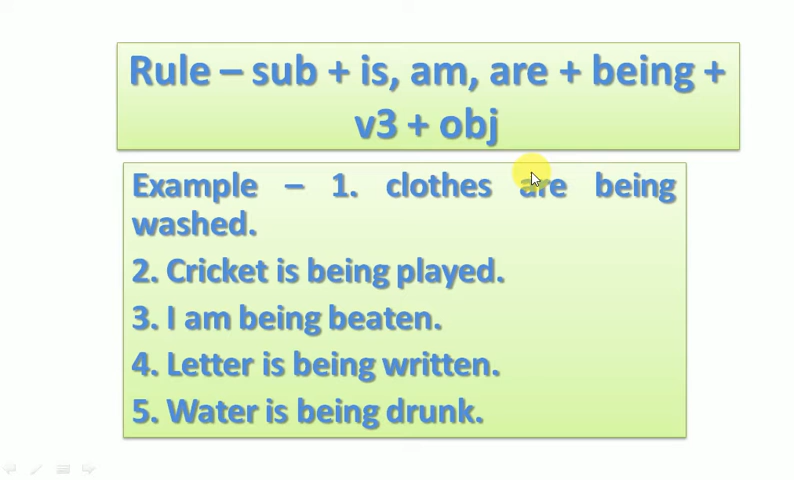 Rule – sub + is, am, are + being +
v3 + obj
Example – 1. clothes are being
washed.
2. Cricket is being played.
3. I am being beaten.
4. Letter is being written.
5. Water is being drunk.